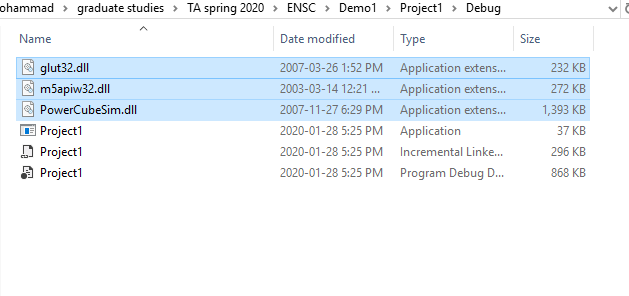 ohammad > graduate studies > TA spring 2020 > ENSC > Demo1 > Project1 > Debug
Name Date modified Type Size
glut32.dll 2007-03-26 1:52 PM Application extens... 232 KB
m5apiw32.dll 2003-03-14 12:21 ... Application extens... 272 KB
PowerCubeSim.dll 2007-11-27 6:29 PM Application extens... 1,393 KB
Project1 2020-01-28 5:25 PM Application 37 KB
Project1 2020-01-28 5:25 PM Incremental Linke... 296 KB
Project1 2020-01-28 5:25 PM Program Debug D... 868 KB